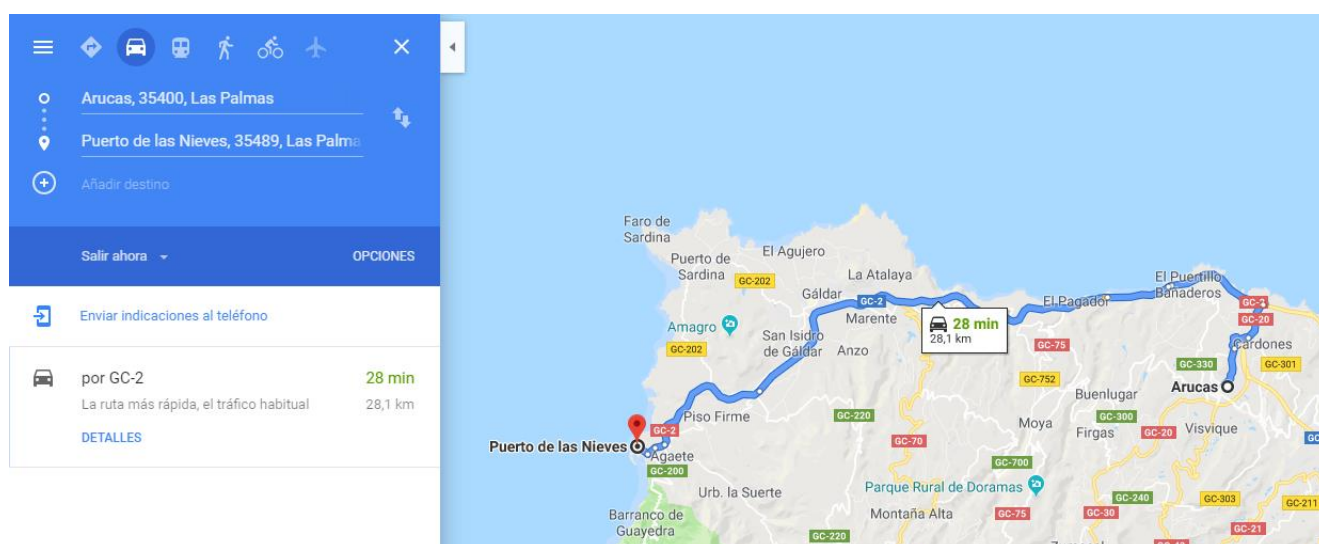 Arucas, 35400, Las Palmas
Puerto de las Nieves, 35489, Las Palma
Añadir destino
Salir ahora
OPCIONES
Enviar indicaciones al teléfono
por GC-2
28 min
La ruta más rápida, el tráfico habitual
28,1 km
DETALLES
Faro de
Sardina
Puerto de
Sardina
GC-202
El Agujero
La Atalaya
Gáldar
GC-2
Marente
El Pagador
El Puertillo
Bañaderos
GC-2
GC-20
28 min
28,1 km
Amagro
GC-202
San Isidro
de Gáldar
Anzo
GC-75
Cardones
GC-330
GC-301
GC-752
Buenlugar
Arucas
Piso Firme
GC-220
Moya
GC-300
Firgas
GC-20
Visvique
GC-2
Puerto de las Nieves
Agaete
GC-200
GC-70
GC-700
Urb. la Suerte
Parque Rural de Doramas
GC-240
GC-303
GC-211
Barranco de
Guayedra
Montaña Alta
GC-75
GC-30
GC-21
GC-220